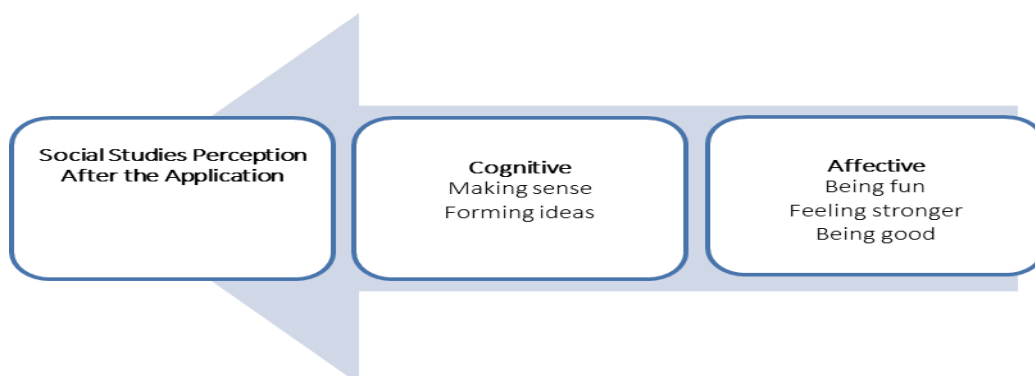 Social Studies Perception
After the Application
Cognitive
Making sense
Forming ideas
Affective
Being fun
Feeling stronger
Being good